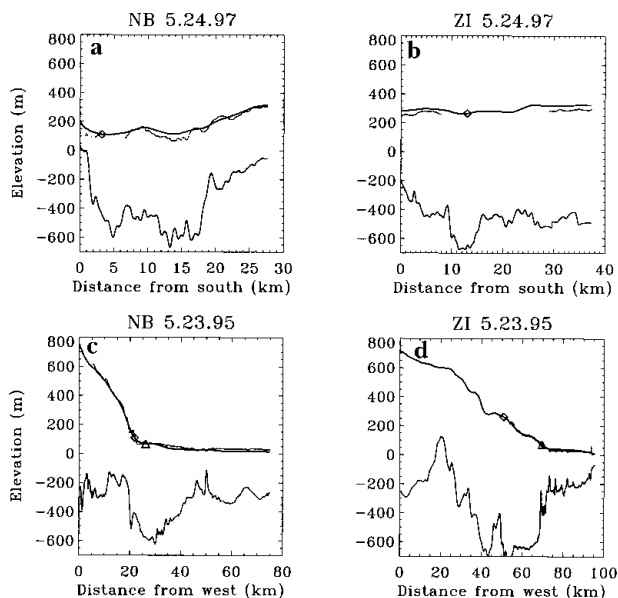 NB 5.24.97
a
Elevation (m)
800
600
400
200
0
−200
−400
−600
0 5 10 15 20 25 30
Distance from south (km)
ZI 5.24.97
b
800
600
400
200
0
−200
−400
−600
0 10 20 30 40
Distance from south (km)
NB 5.23.95
c
Elevation (m)
800
600
400
200
0
−200
−400
−600
0 20 40 60 80
Distance from west (km)
ZI 5.23.95
d
800
600
400
200
0
−200
−400
−600
0 20 40 60 80 100
Distance from west (km)